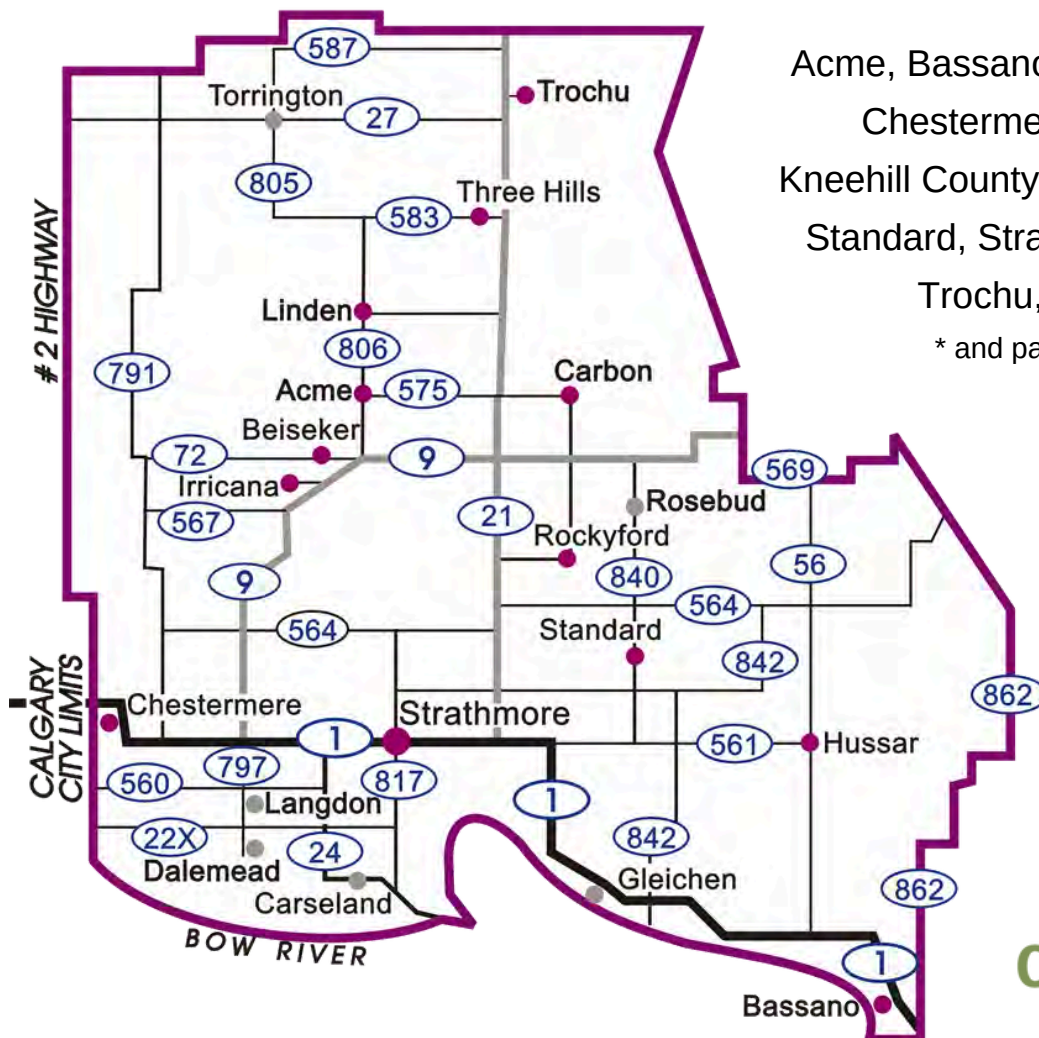 587
Acme, Bassano
Torrington
Trochu
27
Chesterme
805
Three Hills
Kneehill County
583
Standard, Stra
# 2 HIGHWAY
Linden
Trochu,
806
* and pa
791
Acme
575
Carbon
Beiseker
72
9
569
Irricana
Rosebud
567
21
Rockyford
56
9
840
564
564
Standard
842
862
CALGARY
CITY LIMITS
Chestermere
Strathmore
1
561
Hussar
797
817
560
Langdon
1
22X
842
Dalemead
24
Gleichen
862
Carseland
BOW RIVER
1
Bassano